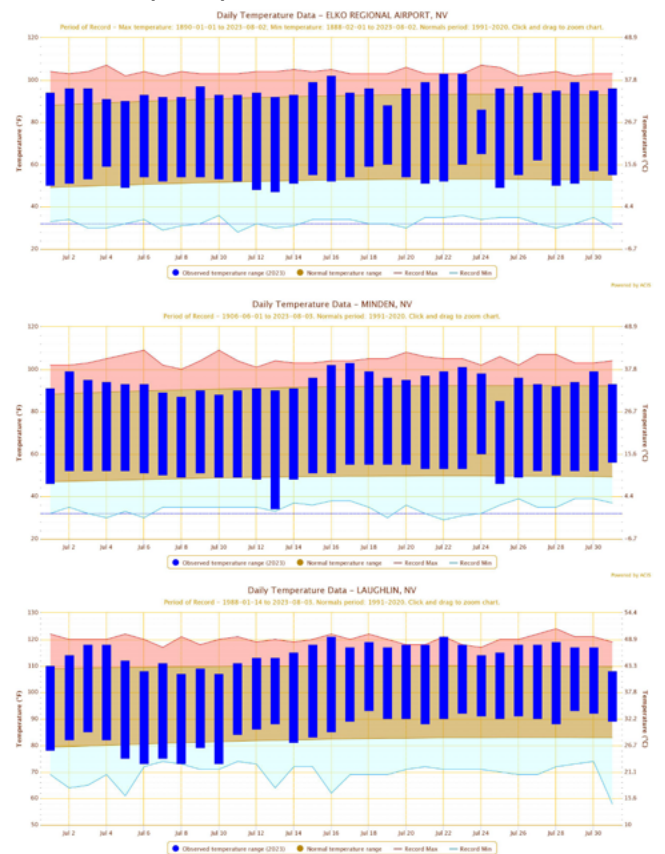 Daily Temperature Data – ELKO REGIONAL AIRPORT, NV
Period of Record – Max temperature: 1890–01–01 to 2023–08–02; Min temperature: 1888–02–01 to 2023–08–02. Normals period: 1991–2020. Click and drag to zoom chart.
120 48.9
100 37.8
80 26.7
60 15.6
40 4.4
20 -6.7
Temperature (°F)
Temperature (°C)
Jul 2 Jul 4 Jul 6 Jul 8 Jul 10 Jul 12 Jul 14 Jul 16 Jul 18 Jul 20 Jul 22 Jul 24 Jul 26 Jul 28 Jul 30
Observed temperature range (2023) Normal temperature range Record Max Record Min
Powered by ACIS
Daily Temperature Data – MINDEN, NV
Period of Record – 1906–06–01 to 2023–08–03. Normals period: 1991–2020. Click and drag to zoom chart.
120 48.9
100 37.8
80 26.7
60 15.6
40 4.4
20 -6.7
Temperature (°F)
Temperature (°C)
Jul 2 Jul 4 Jul 6 Jul 8 Jul 10 Jul 12 Jul 14 Jul 16 Jul 18 Jul 20 Jul 22 Jul 24 Jul 26 Jul 28 Jul 30
Observed temperature range (2023) Normal temperature range Record Max Record Min
Powered by ACIS
Daily Temperature Data – LAUGHLIN, NV
Period of Record – 1988–01–14 to 2023–08–03. Normals period: 1991–2020. Click and drag to zoom chart.
130 54.4
120 48.9
110 43.3
100 37.8
90 32.2
80 26.7
70 21.1
60 15.6
50 10
Temperature (°F)
Temperature (°C)
Jul 2 Jul 4 Jul 6 Jul 8 Jul 10 Jul 12 Jul 14 Jul 16 Jul 18 Jul 20 Jul 22 Jul 24 Jul 26 Jul 28 Jul 30
Observed temperature range (2023) Normal temperature range Record Max Record Min